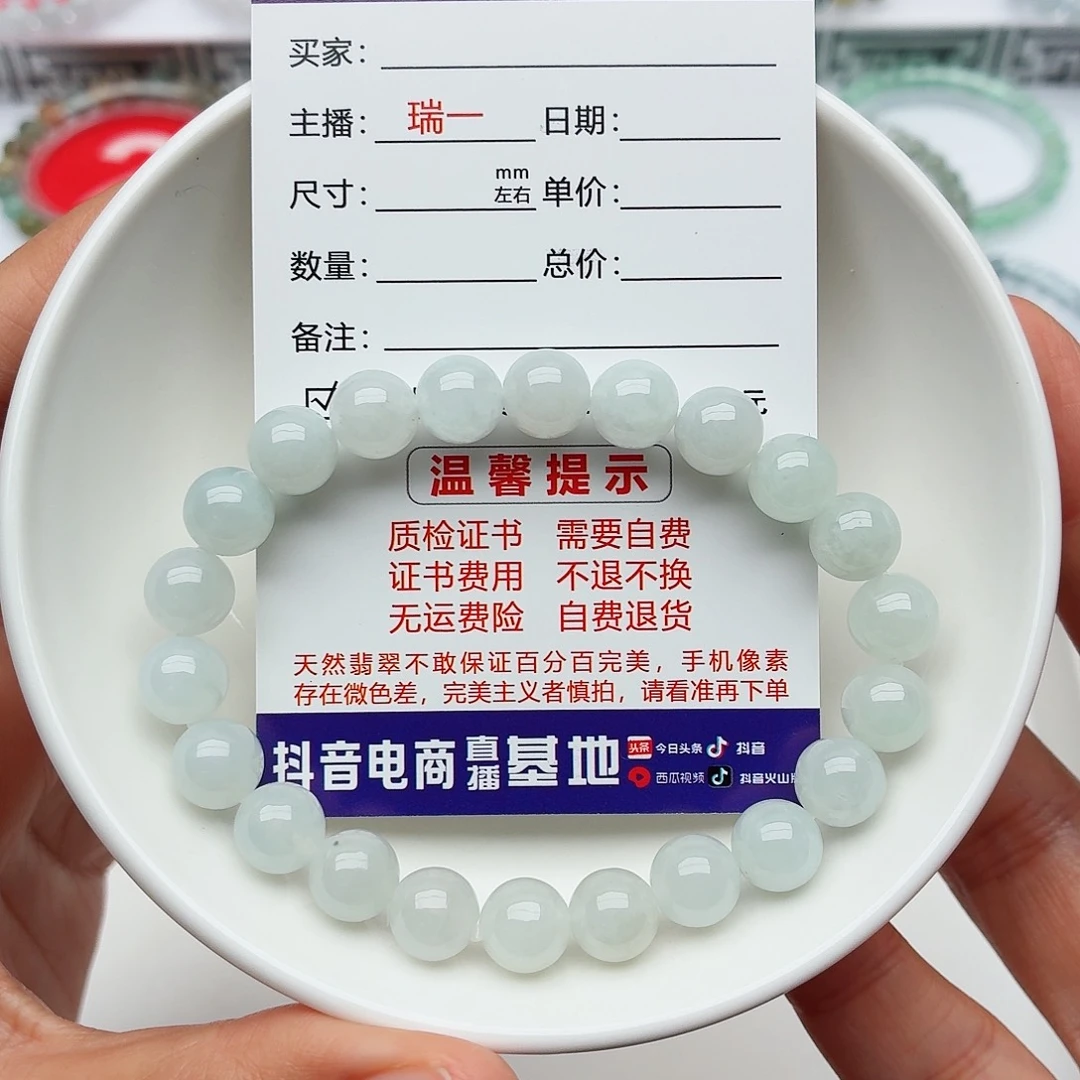 买家：
主播： 瑞一 日期：
尺寸： mm左右 单价：
数量： 总价：
备注：
元
温馨提示
质检证书 需要自费
证书费用 不退不换
无运费险 自费退货
天然翡翠不敢保证百分百完美，手机像素
存在微色差，完美主义者慎拍，请看准再下单
抖音电商直播基地 头条 今日头条 抖音
西瓜视频 抖音火山版